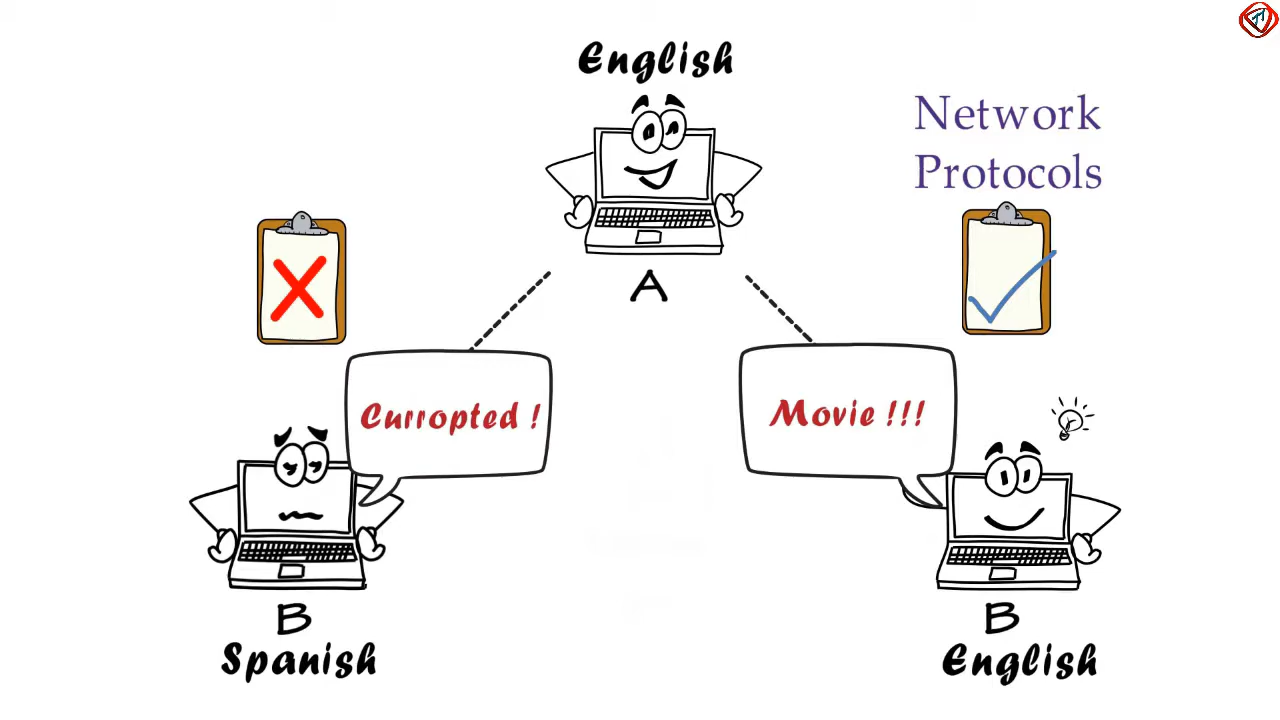 English
Network
Protocols
A
Curropted !
Movie !!!
B
Spanish
B
English